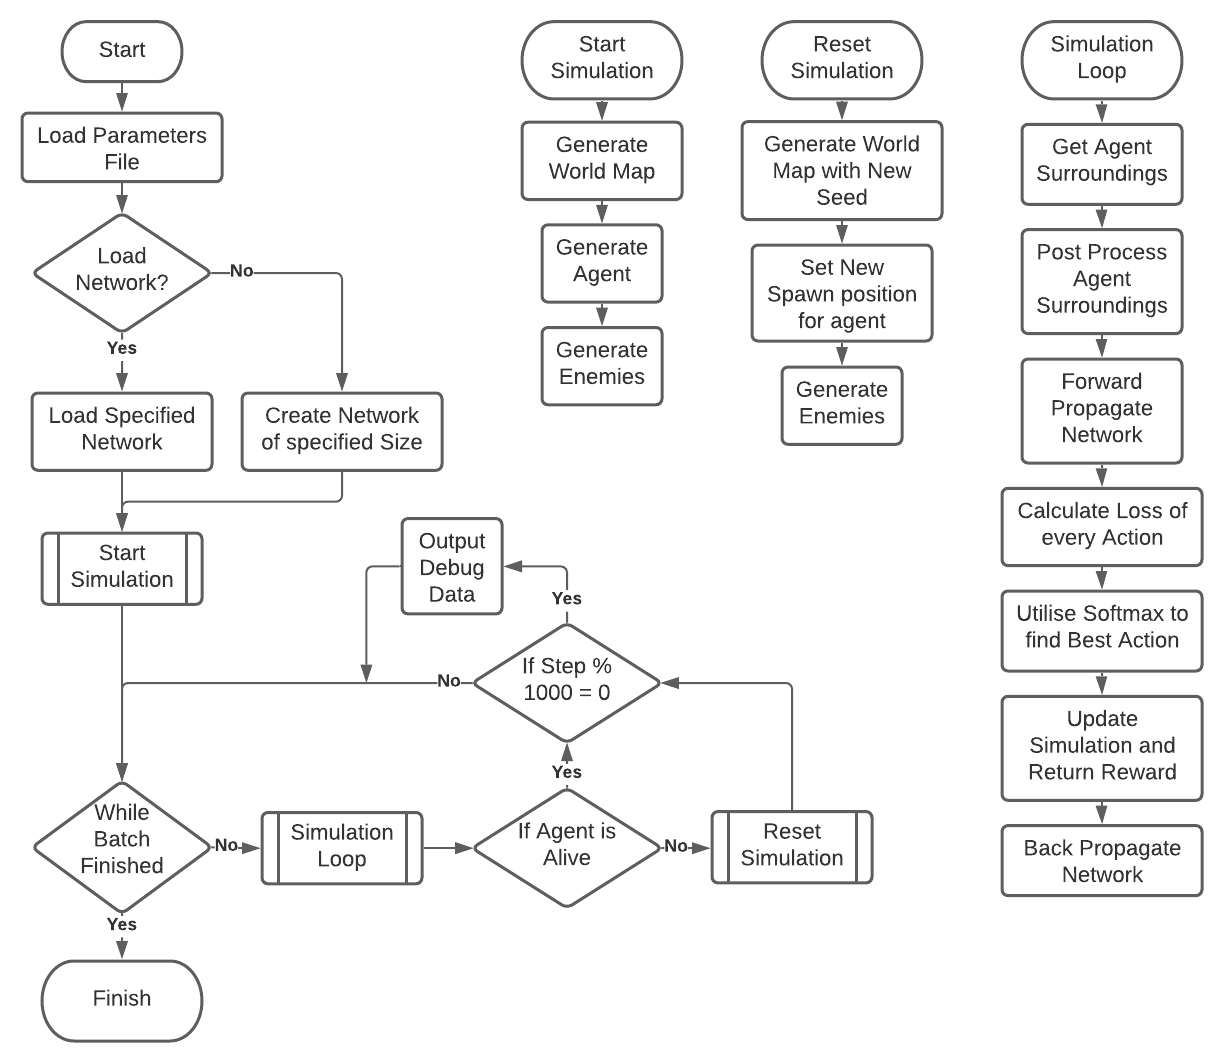 Start
Load Parameters
File
Load
Network?
No
Yes
Load Specified
Network
Create Network
of specified Size
Start
Simulation
Output
Debug
Data
Yes
If Step %
1000 = 0
No
Yes
While
Batch
Finished
No
Simulation
Loop
If Agent is
Alive
No
Reset
Simulation
Yes
Finish
Start
Simulation
Generate
World Map
Generate
Agent
Generate
Enemies
Reset
Simulation
Generate World
Map with New
Seed
Set New
Spawn position
for agent
Generate
Enemies
Simulation
Loop
Get Agent
Surroundings
Post Process
Agent
Surroundings
Forward
Propagate
Network
Calculate Loss of
every Action
Utilise Softmax to
find Best Action
Update
Simulation and
Return Reward
Back Propagate
Network